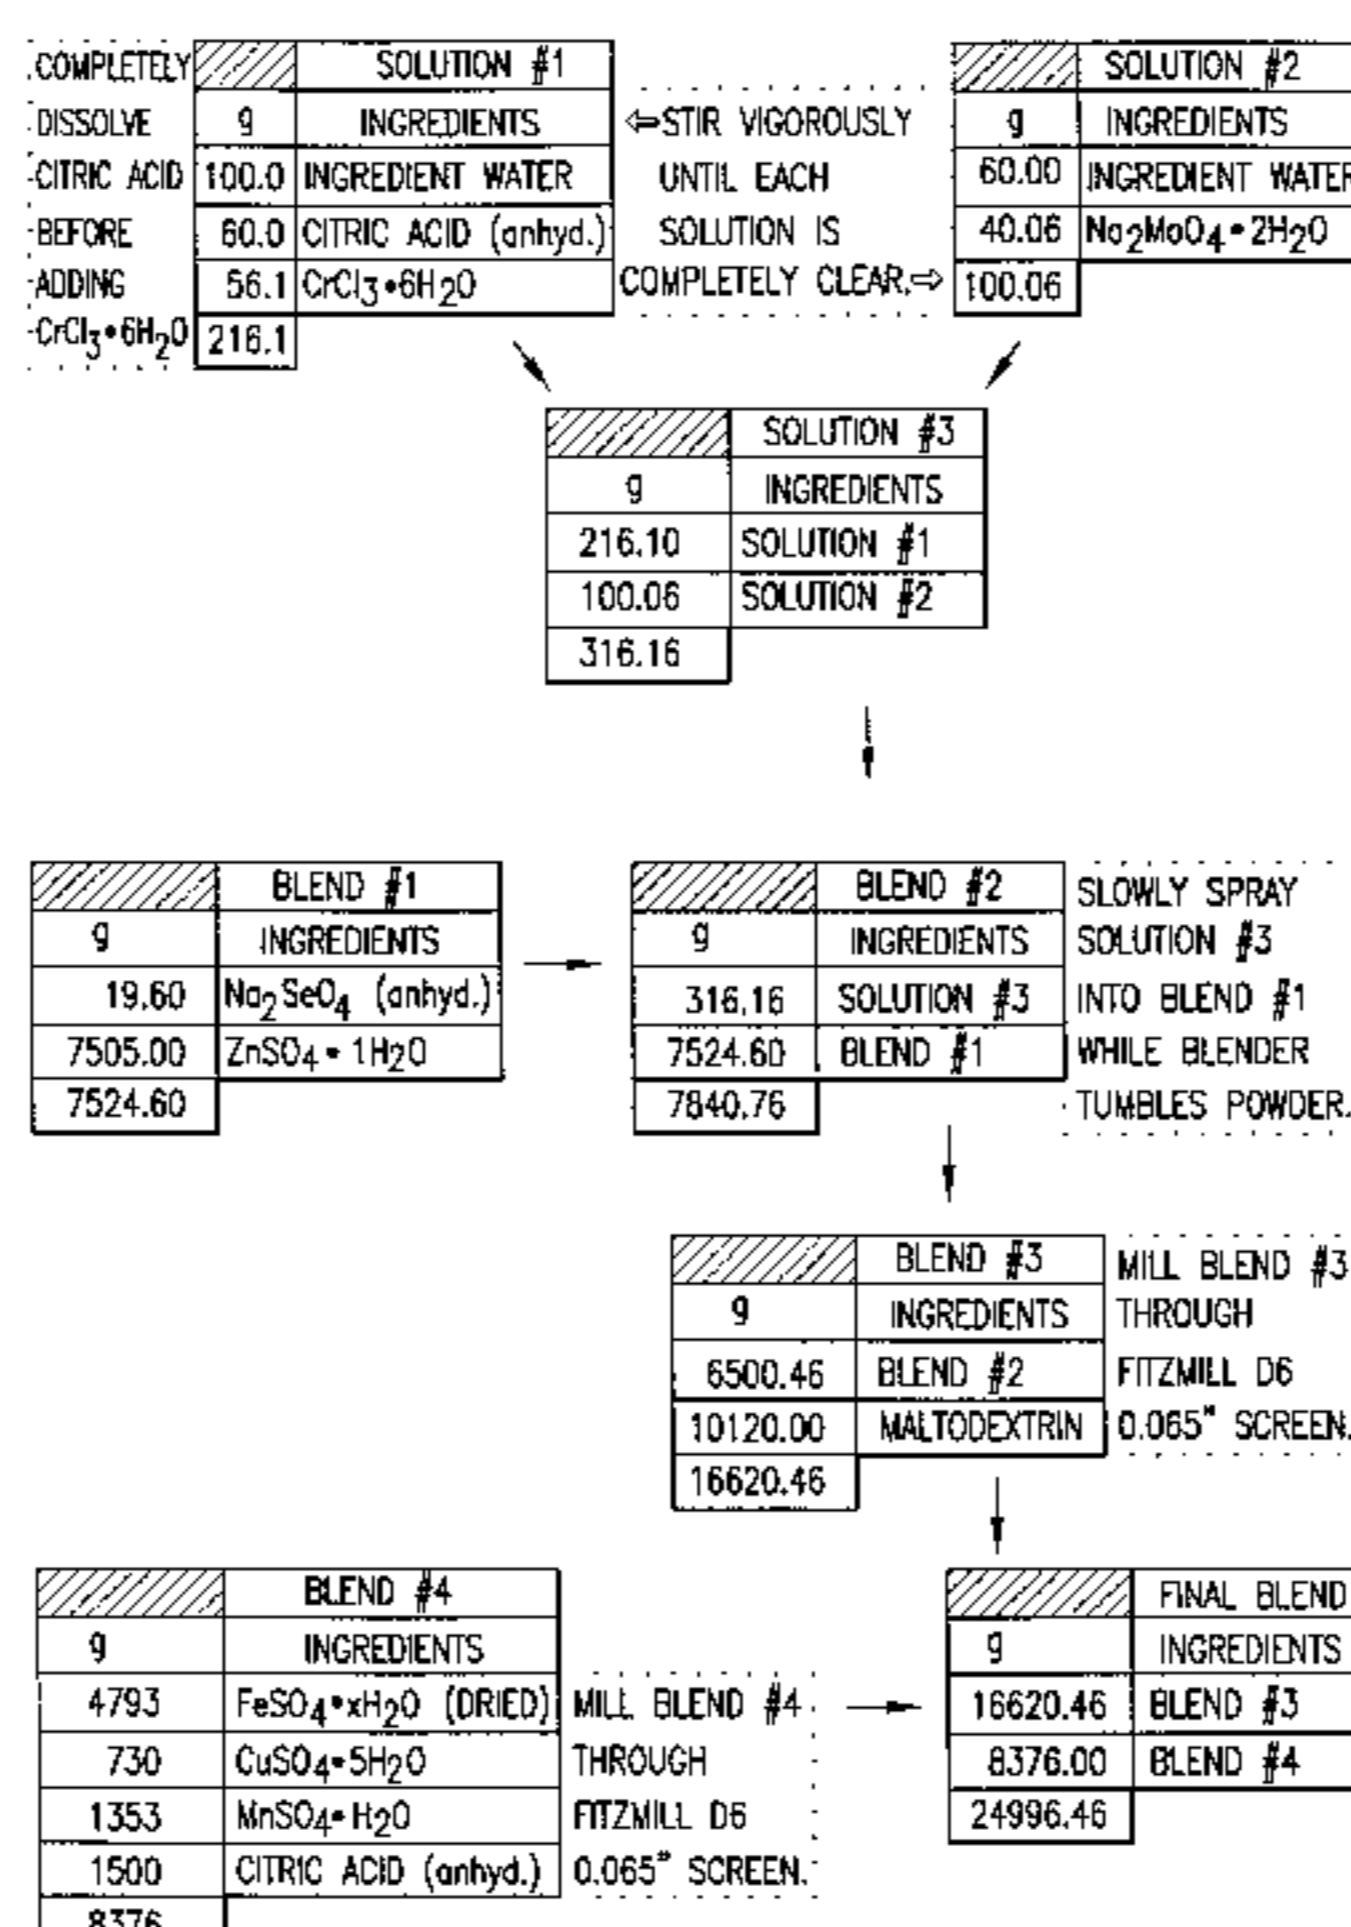 COMPLETELY
DISSOLVE
CITRIC ACID
BEFORE
ADDING
CrCl3•6H2O
SOLUTION #1
g INGREDIENTS
100.0 INGREDIENT WATER
60.0 CITRIC ACID (anhyd.)
56.1 CrCl3•6H2O
216.1
⇦STIR VIGOROUSLY
UNTIL EACH
SOLUTION IS
COMPLETELY CLEAR.⇨
SOLUTION #2
g INGREDIENTS
60.00 INGREDIENT WATER
40.06 Na2MoO4•2H2O
100.06
SOLUTION #3
g INGREDIENTS
216.10 SOLUTION #1
100.06 SOLUTION #2
316.16
BLEND #1
g INGREDIENTS
19.60 Na2SeO4 (anhyd.)
7505.00 ZnSO4•1H2O
7524.60
BLEND #2
g INGREDIENTS
316.16 SOLUTION #3
7524.60 BLEND #1
7840.76
SLOWLY SPRAY
SOLUTION #3
INTO BLEND #1
WHILE BLENDER
TUMBLES POWDER.
BLEND #3
g INGREDIENTS
6500.46 BLEND #2
10120.00 MALTODEXTRIN
16620.46
MILL BLEND #3
THROUGH
FITZMILL D6
0.065" SCREEN.
BLEND #4
g INGREDIENTS
4793 FeSO4•xH2O (DRIED)
730 CuSO4•5H2O
1353 MnSO4•H2O
1500 CITRIC ACID (anhyd.)
8376
MILL BLEND #4
THROUGH
FITZMILL D6
0.065" SCREEN.
FINAL BLEND
g INGREDIENTS
16620.46 BLEND #3
8376.00 BLEND #4
24996.46